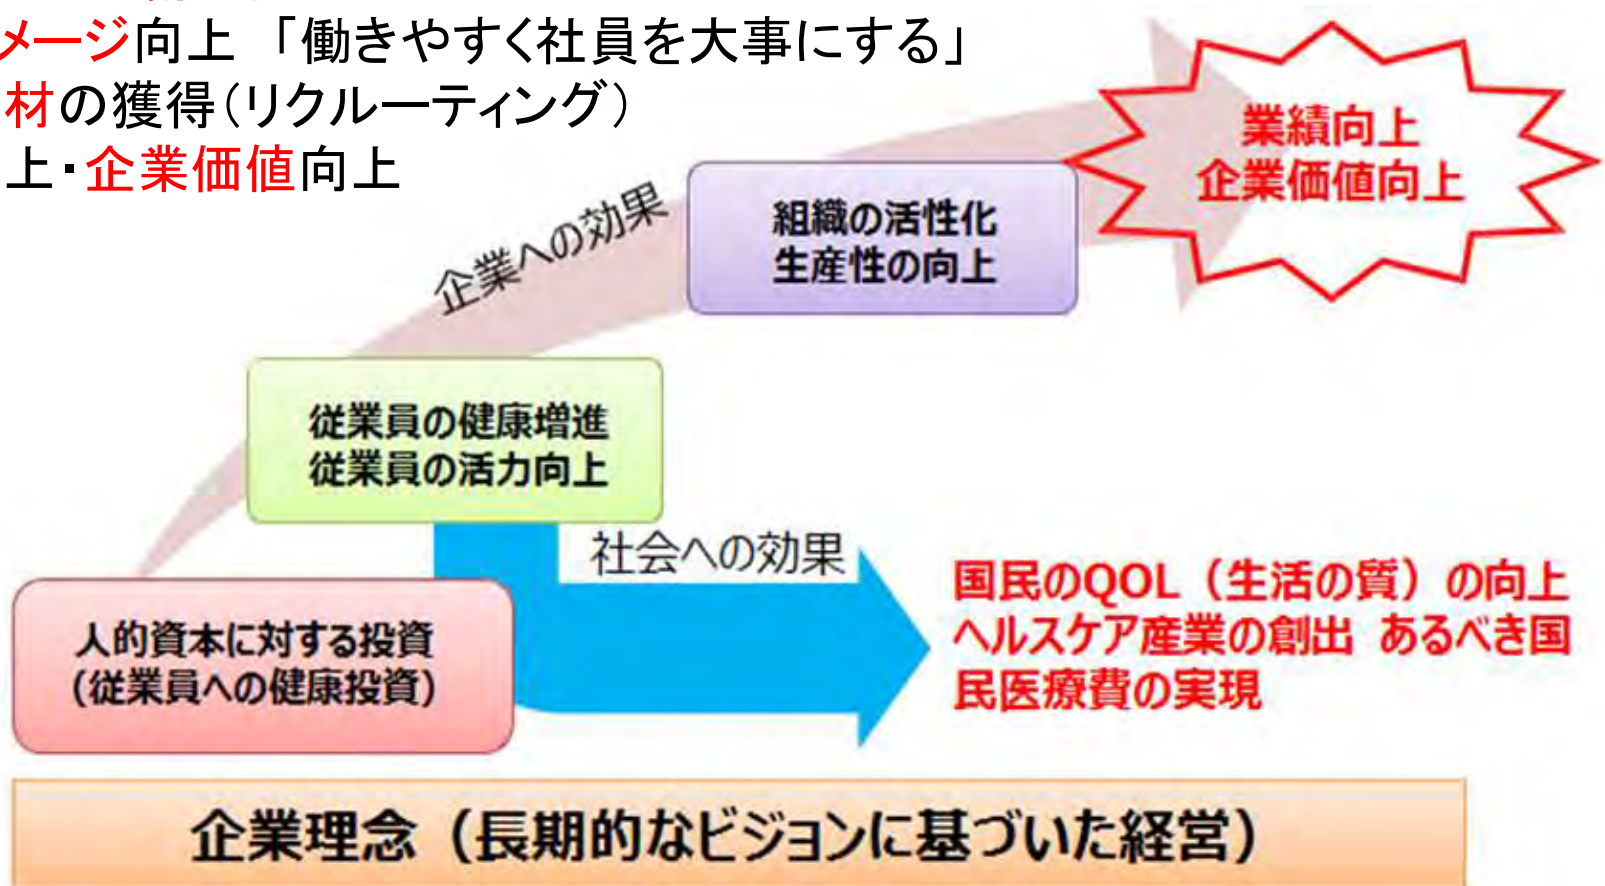 メージ向上 「働きやすく社員を大事にする」
材の獲得(リクルーティング)
上・企業価値向上
業績向上
企業価値向上
企業への効果
組織の活性化
生産性の向上
従業員の健康増進
従業員の活力向上
社会への効果
国民のQOL(生活の質)の向上
ヘルスケア産業の創出 あるべき国
民医療費の実現
人的資本に対する投資
(従業員への健康投資)
企業理念(長期的なビジョンに基づいた経営)